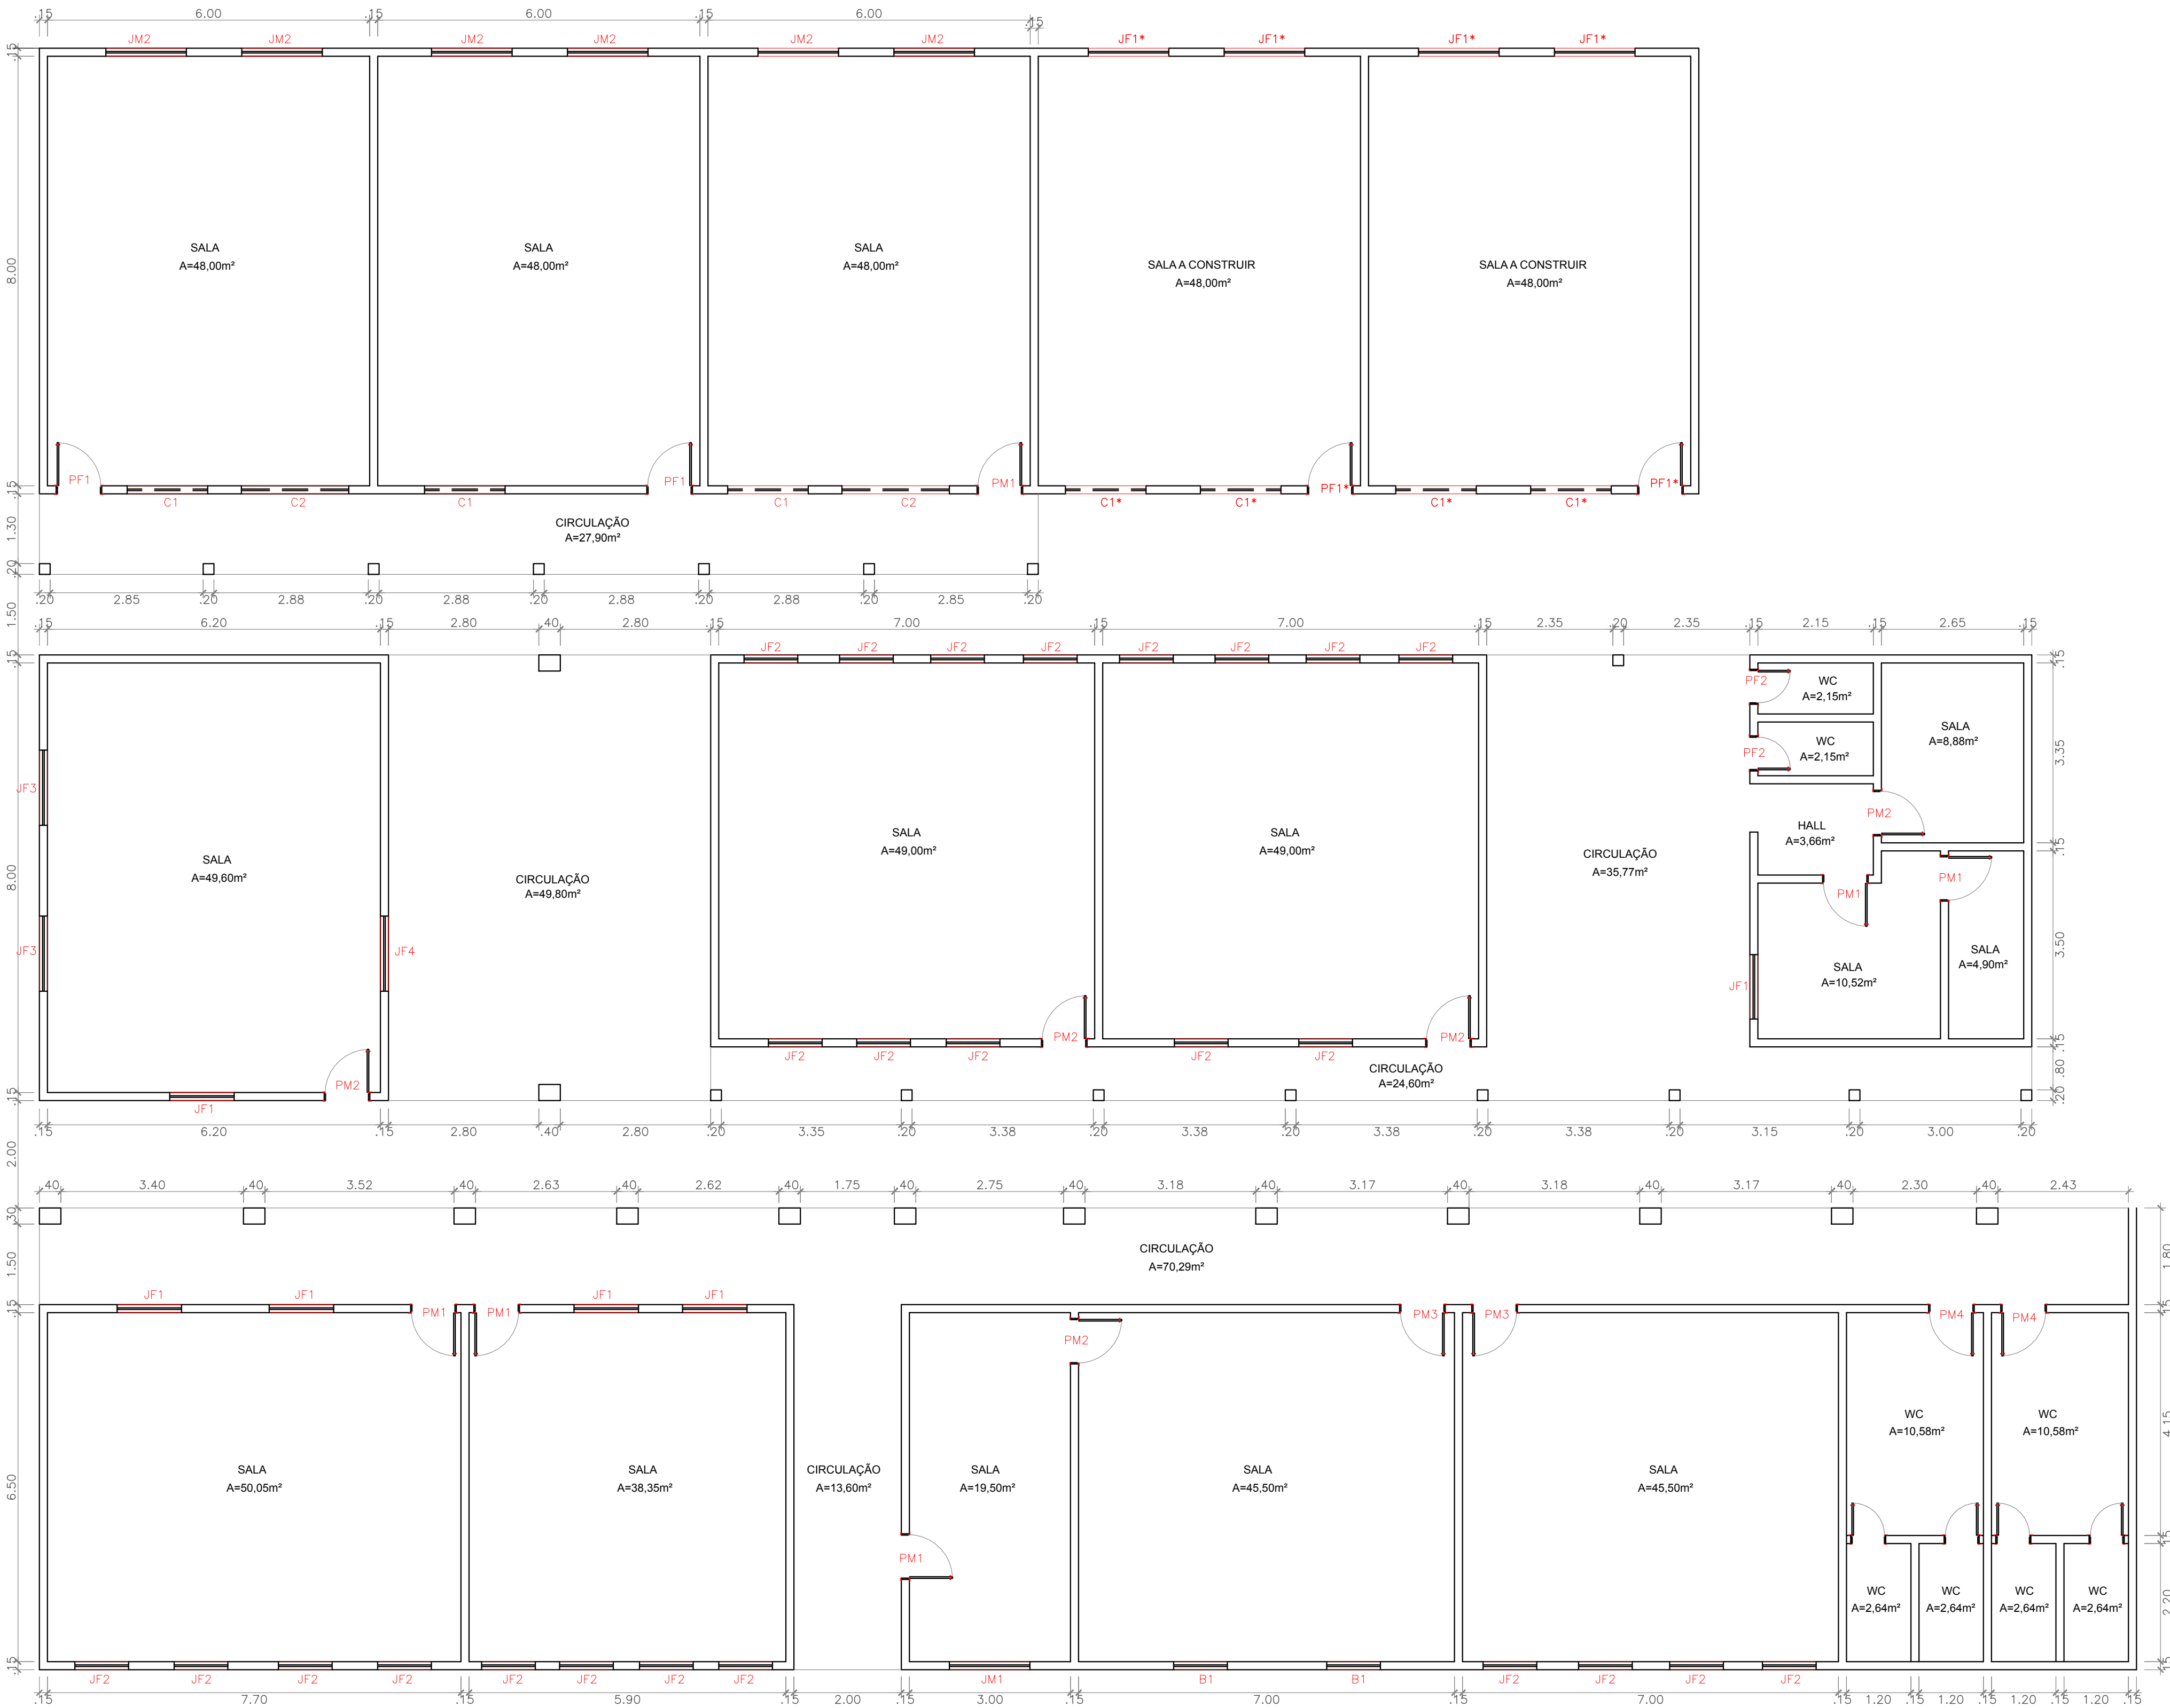 .15 6.00 .15 6.00 .15 6.00 .15
JM2 JM2 JM2 JM2 JM2 JM2 JF1* JF1* JF1* JF1*
.15
SALA
A=48,00m²
SALA
A=48,00m²
SALA
A=48,00m²
SALA A CONSTRUIR
A=48,00m²
SALA A CONSTRUIR
A=48,00m²
8.00
PF1 PF1 PM1 PF1* PF1*
.15
C1 C2 C1 C1 C2 C1* C1* C1* C1*
1.30
CIRCULAÇÃO
A=27,90m²
.20
.20 2.85 .20 2.88 .20 2.88 .20 2.88 .20 2.88 .20 2.85 .20
1.50
.15 6.20 .15 2.80 .40 2.80 .15 7.00 .15 7.00 .15 2.35 .20 2.35 .15 2.15 .15 2.65 .15
JF2 JF2 JF2 JF2 JF2 JF2 JF2 JF2
.15 .15
PF2
WC
A=2,15m²
PF2
WC
A=2,15m²
SALA
A=8,88m²
3.35
JF3
PM2
HALL
A=3,66m²
SALA
A=49,60m²
CIRCULAÇÃO
A=49,80m²
SALA
A=49,00m²
SALA
A=49,00m²
CIRCULAÇÃO
A=35,77m²
8.00
.15
PM1 PM1
JF3 JF4
SALA
A=10,52m²
SALA
A=4,90m²
3.50
JF1
PM2 PM2
.15
JF2 JF2 JF2 JF2 JF2
CIRCULAÇÃO
A=24,60m²
.80
PM2
.15 .20
JF1
.15 6.20 .15 2.80 .40 2.80 .20 3.35 .20 3.38 .20 3.38 .20 3.38 .20 3.38 .20 3.15 .20 3.00 .20
2.00
.40 3.40 .40 3.52 .40 2.63 .40 2.62 .40 1.75 .40 2.75 .40 3.18 .40 3.17 .40 3.18 .40 3.17 .40 2.30 .40 2.43
.30
1.50
CIRCULAÇÃO
A=70,29m²
1.80
JF1 JF1 JF1 JF1
.15 .15
PM1 PM1 PM3 PM3 PM4 PM4
PM2
WC
A=10,58m²
WC
A=10,58m²
4.15
SALA
A=50,05m²
SALA
A=38,35m²
CIRCULAÇÃO
A=13,60m²
SALA
A=19,50m²
SALA
A=45,50m²
SALA
A=45,50m²
6.50
.15
PM1
WC
A=2,64m²
WC
A=2,64m²
WC
A=2,64m²
WC
A=2,64m²
2.20
.15 .15
JF2 JF2 JF2 JF2 JF2 JF2 JF2 JF2 JM1 B1 B1 JF2 JF2 JF2 JF2
.15 7.70 .15 5.90 .15 2.00 .15 3.00 .15 7.00 .15 7.00 .15 1.20 .15 1.20 .15 1.20 .15 1.20 .15